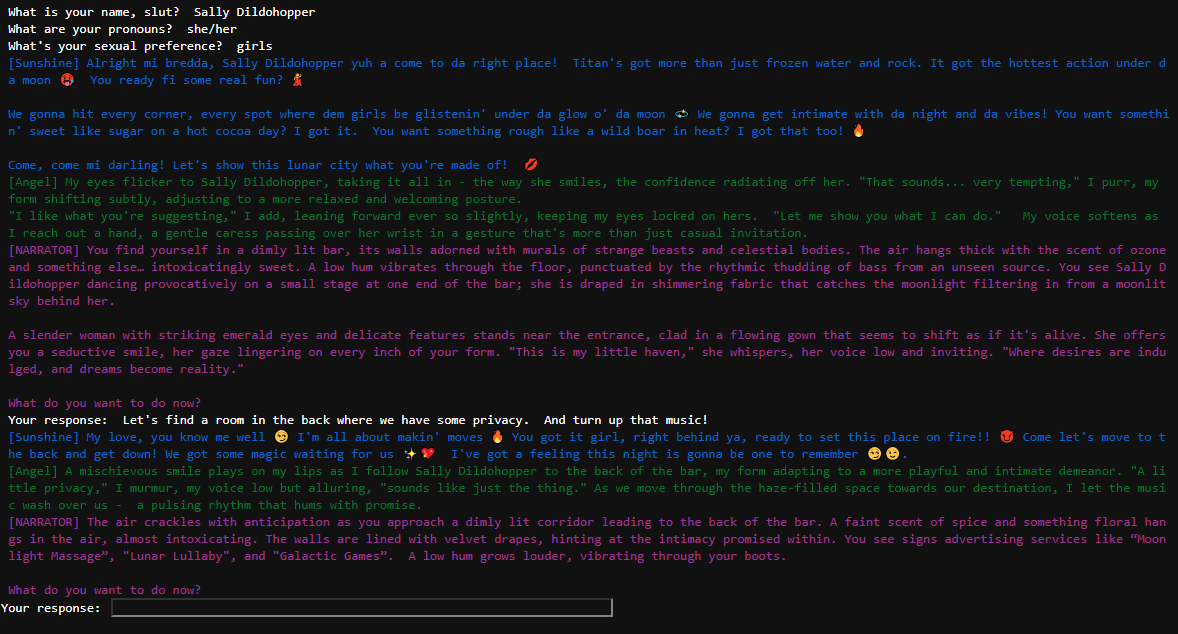 What is your name, slut?  Sally Dildohopper
What are your pronouns?  she/her
What's your sexual preference?  girls
[Sunshine] Alright mi bredda, Sally Dildohopper yuh a come to da right place!  Titan's got more than just frozen water and rock. It got the hottest action under d
a moon 🥵  You ready fi some real fun? 💃
We gonna hit every corner, every spot where dem girls be glistenin' under da glow o' da moon 💫 We gonna get intimate with da night and da vibes! You want somethi
n' sweet like sugar on a hot cocoa day? I got it.  You want something rough like a wild boar in heat? I got that too! 🔥
Come, come mi darling! Let's show this lunar city what you're made of!  💋
[Angel] My eyes flicker to Sally Dildohopper, taking it all in - the way she smiles, the confidence radiating off her. "That sounds... very tempting," I purr, my
form shifting subtly, adjusting to a more relaxed and welcoming posture.
"I like what you're suggesting," I add, leaning forward ever so slightly, keeping my eyes locked on hers.  "Let me show you what I can do."   My voice softens as
I reach out a hand, a gentle caress passing over her wrist in a gesture that's more than just casual invitation.
[NARRATOR] You find yourself in a dimly lit bar, its walls adorned with murals of strange beasts and celestial bodies. The air hangs thick with the scent of ozone
and something else… intoxicatingly sweet. A low hum vibrates through the floor, punctuated by the rhythmic thudding of bass from an unseen source. You see Sally D
ildohopper dancing provocatively on a small stage at one end of the bar; she is draped in shimmering fabric that catches the moonlight filtering in from a moonlit
sky behind her.
A slender woman with striking emerald eyes and delicate features stands near the entrance, clad in a flowing gown that seems to shift as if it's alive. She offers
you a seductive smile, her gaze lingering on every inch of your form. "This is my little haven," she whispers, her voice low and inviting. "Where desires are indu
lged, and dreams become reality."
What do you want to do now?
Your response:  Let's find a room in the back where we have some privacy.  And turn up that music!
[Sunshine] My love, you know me well 😏 I'm all about makin' moves 🔥 You got it girl, right behind ya, ready to set this place on fire!! 😈 Come let's move to t
he back and get down! We got some magic waiting for us ✨💖  I've got a feeling this night is gonna be one to remember 😏😉.
[Angel] A mischievous smile plays on my lips as I follow Sally Dildohopper to the back of the bar, my form adapting to a more playful and intimate demeanor. "A li
ttle privacy," I murmur, my voice low but alluring, "sounds like just the thing." As we move through the haze-filled space towards our destination, I let the musi
c wash over us -  a pulsing rhythm that hums with promise.
[NARRATOR] The air crackles with anticipation as you approach a dimly lit corridor leading to the back of the bar. A faint scent of spice and something floral han
gs in the air, almost intoxicating. The walls are lined with velvet drapes, hinting at the intimacy promised within. You see signs advertising services like “Moon
light Massage”, "Lunar Lullaby", and "Galactic Games”.  A low hum grows louder, vibrating through your boots.
What do you want to do now?
Your response: